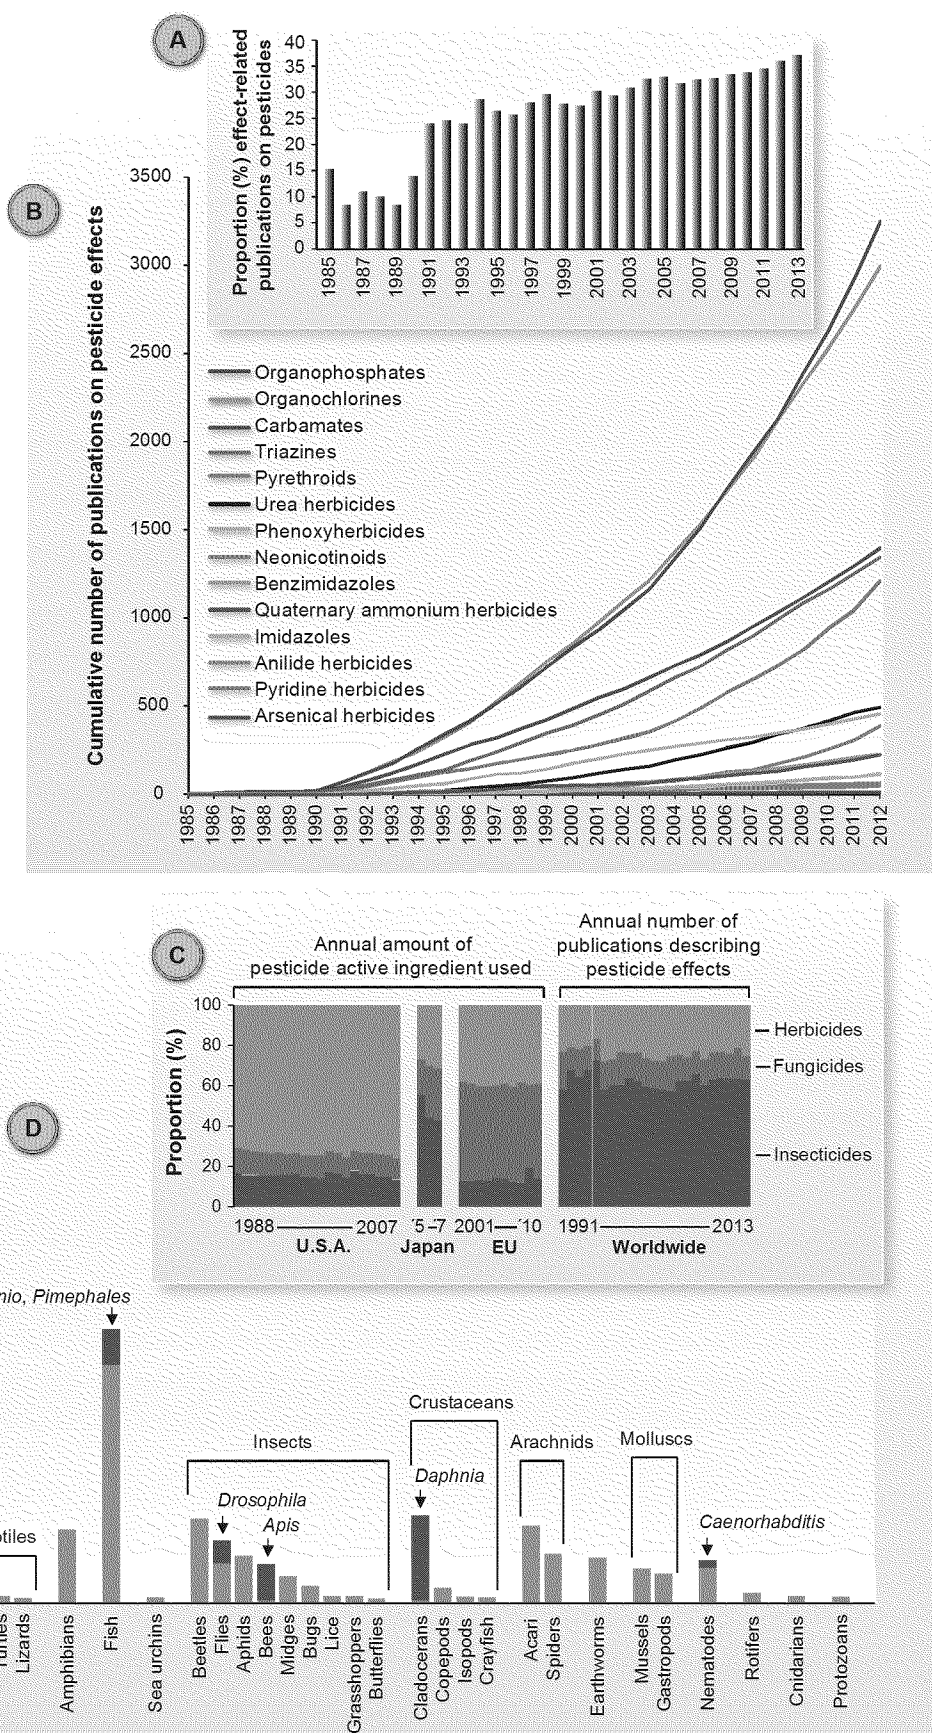 A
Proportion (%) effect-related
publications on pesticides
40
35
30
25
20
15
10
5
0
1985
1987
1989
1991
1993
1995
1997
1999
2001
2003
2005
2007
2009
2011
2013
B
Cumulative number of publications on pesticide effects
3500
3000
2500
2000
1500
1000
500
0
Organophosphates
Organochlorines
Carbamates
Triazines
Pyrethroids
Urea herbicides
Phenoxyherbicides
Neonicotinoids
Benzimidazoles
Quaternary ammonium herbicides
Imidazoles
Anilide herbicides
Pyridine herbicides
Arsenical herbicides
1985
1986
1987
1988
1989
1990
1991
1992
1993
1994
1995
1996
1997
1998
1999
2000
2001
2002
2003
2004
2005
2006
2007
2008
2009
2010
2011
2012
C
Annual amount of
pesticide active ingredient used
Annual number of
publications describing
pesticide effects
Proportion (%)
100
80
60
40
20
0
Herbicides
Fungicides
Insecticides
1988 2007
U.S.A.
'5 -7
Japan
2001 '10
EU
1991 2013
Worldwide
D
nio, Pimephales
Crustaceans
Insects
Arachnids
Molluscs
Daphnia
Drosophila
Apis
Caenorhabditis
otiles
Lizards
Amphibians
Fish
Sea urchins
Beetles
Flies
Aphids
Bees
Midges
Bugs
Lice
Grasshoppers
Butterflies
Cladocerans
Copepods
Isopods
Crayfish
Acari
Spiders
Earthworms
Mussels
Gastropods
Nematodes
Rotifers
Cnidarians
Protozoans